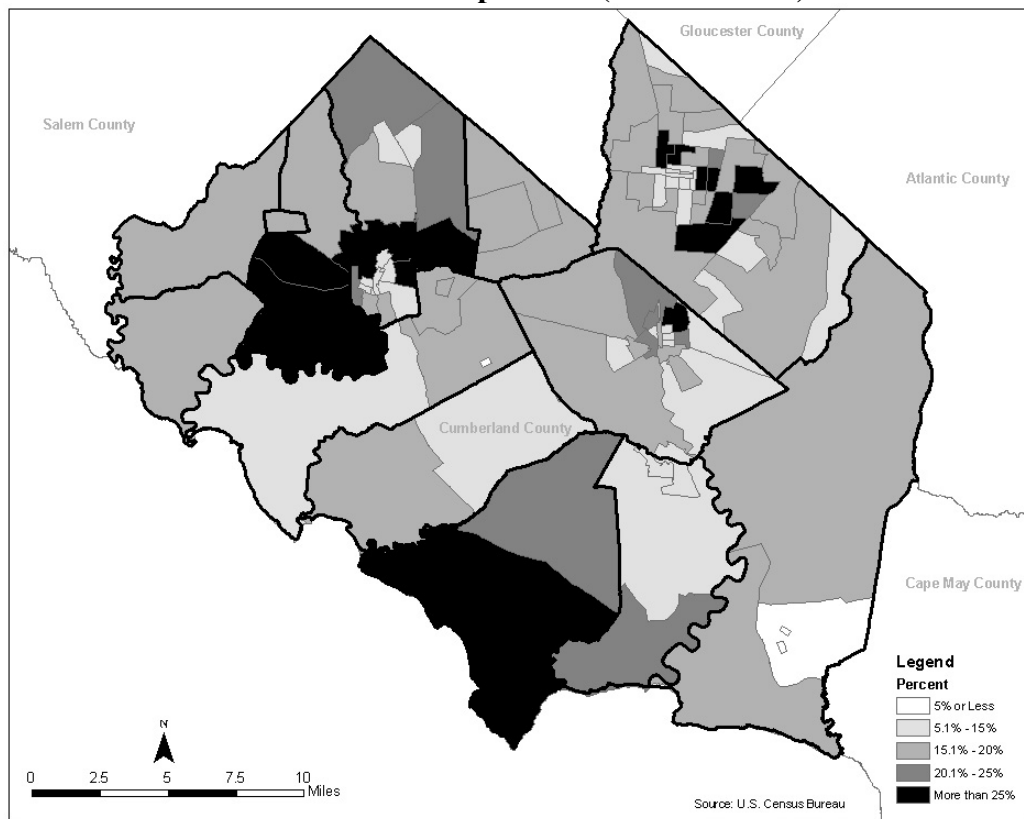 Gloucester County
Salem County
Atlantic County
Cumberland County
Cape May County
Legend
Percent
5% or Less
5.1% - 15%
15.1% - 20%
20.1% - 25%
More than 25%
N
0 2.5 5 7.5 10
Miles
Source: U.S. Census Bureau